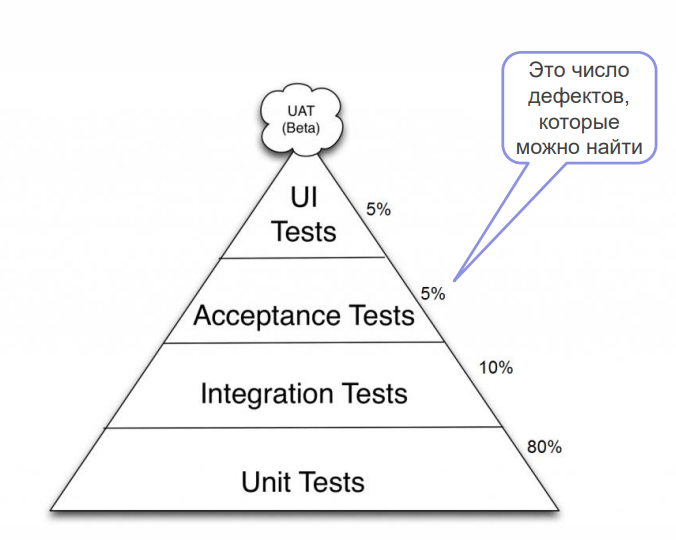 Это число
дефектов,
которые
можно найти
UAT
(Beta)
UI
Tests
5%
Acceptance Tests
5%
Integration Tests
10%
Unit Tests
80%